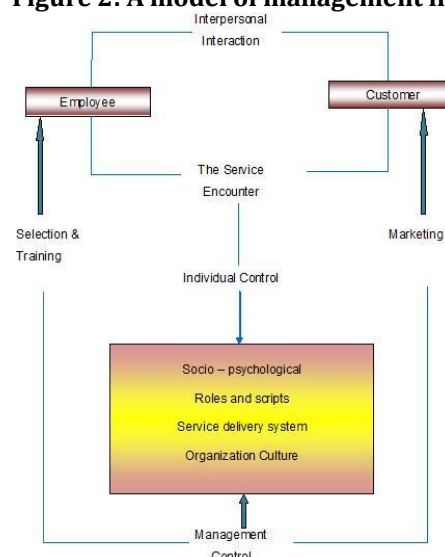 Figure 2: A model of management in
Interpersonal
Interaction
Employee
Customer
The Service
Encounter
Selection &
Training
Marketing
Individual Control
Socio – psychological
Roles and scripts
Service delivery system
Organization Culture
Management
Control